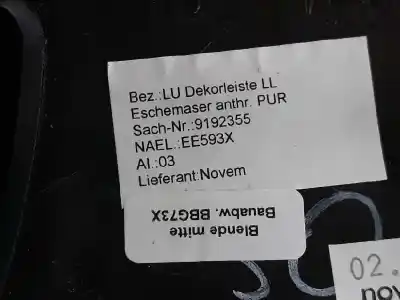 Bez.:LU Dekorleiste LL
Eschemaser anthr. PUR
Sach-Nr.:9192355
NAEL.:EE593X
AI.:03
Lieferant:Novem
Blende mitte
Bauabw. BBG73X
02.
nov